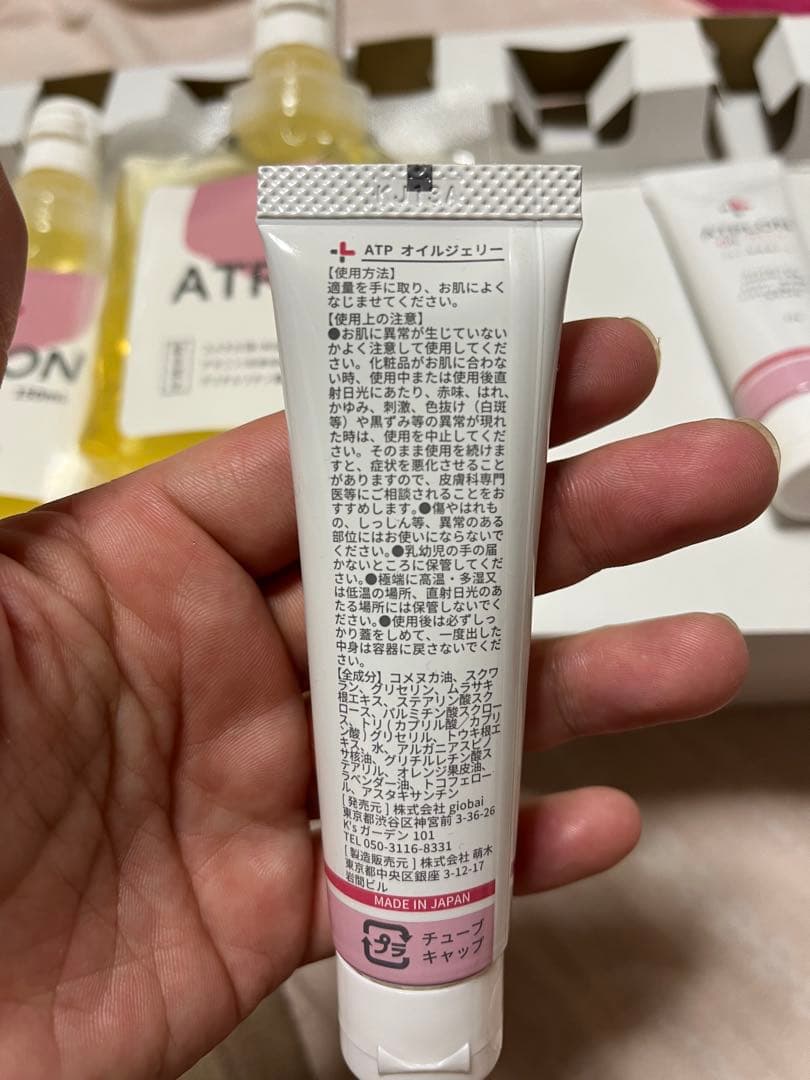 KJ15A
ATP オイルジェリー
【使用方法】
適量を手に取り、お肌によく
なじませてください。
【使用上の注意】
●お肌に異常が生じていない
かよく注意して使用してくだ
さい。化粧品がお肌に合わな
い時、使用中または使用後直
射日光にあたり、赤味、はれ、
かゆみ、刺激、色抜け（白斑
等）や黒ずみ等の異常が現れ
た時は、使用を中止してくだ
さい。そのまま使用を続けま
すと、症状を悪化させること
がありますので、皮膚科専門
医等にご相談されることをお
すすめします。●傷やはれも
の、しっしん等、異常のある
部位にはお使いにならないで
ください。●乳幼児の手の届
かないところに保管してくだ
さい。●極端に高温・多湿又
は低温の場所、直射日光のあ
たる場所には保管しないでく
ださい。●使用後は必ずしっ
かり蓋をしめて、一度出した
中身は容器に戻さないでくだ
さい。
【全成分】コメヌカ油、スクワ
ラン、グリセリン、ムラサキ
根エキス、ステアリン酸スク
ロース、パルミチン酸スクロー
ス、トリ（カプリル酸／カプリ
ン酸）グリセリル、トウキ根エ
キス、水、アルガニアスピノ
サ核油、グリチルレチン酸ス
テアリル、オレンジ果皮油、
ラベンダー油、トコフェロー
ル、アスタキサンチン
[ 発売元 ] 株式会社 giobai
東京都渋谷区神宮前 3-36-26
K's ガーデン 101
TEL 050-3116-8331
[ 製造販売元 ] 株式会社 萌木
東京都中央区銀座 3-12-17
岩間ビル
MADE IN JAPAN
プラ
チューブ
キャップ
ATP
ON
ATPLON